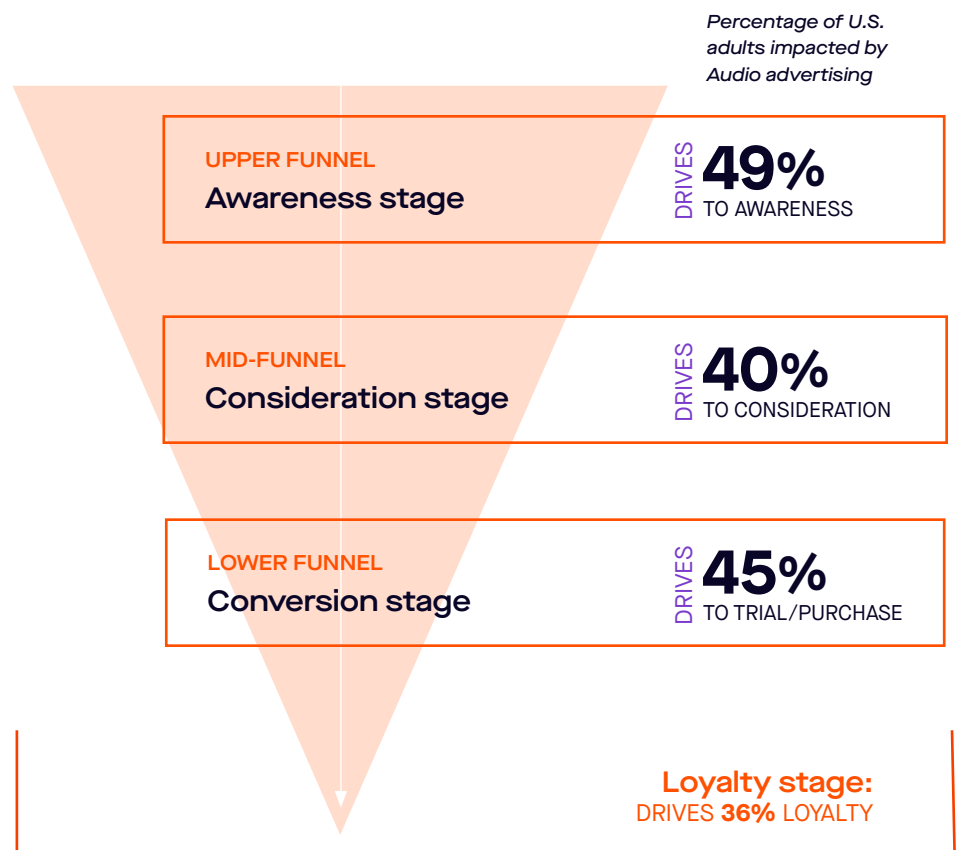 Percentage of U.S.
adults impacted by
Audio advertising
UPPER FUNNEL
Awareness stage
DRIVES
49%
TO AWARENESS
MID-FUNNEL
Consideration stage
DRIVES
40%
TO CONSIDERATION
LOWER FUNNEL
Conversion stage
DRIVES
45%
TO TRIAL/PURCHASE
Loyalty stage:
DRIVES 36% LOYALTY